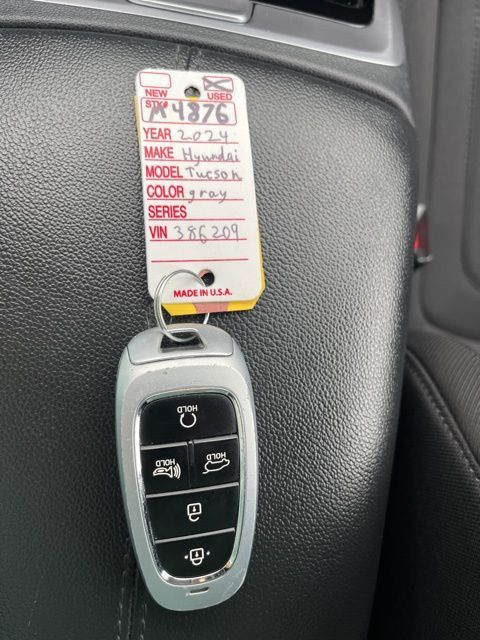 NEW USED
STK# M4876
YEAR 2024
MAKE Hyundai
MODEL Tucson
COLOR gray
SERIES
VIN 386209
MADE IN U.S.A.
HOLD
HOLD HOLD